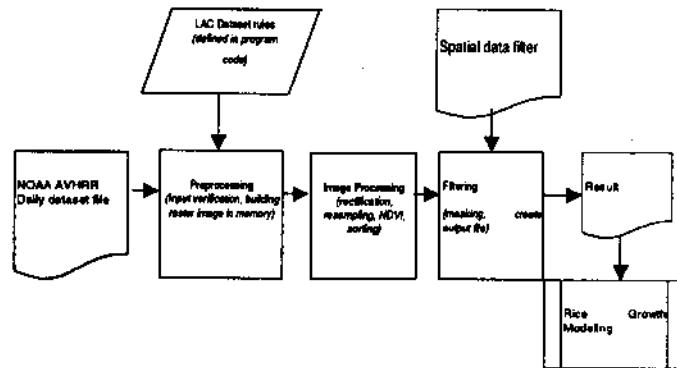 LAC Dataset rules
(defined in program
code)
Spatial data filter
NOAA AVHRR
Daily dataset file
Preprocessing
(Input verification, building
raster image in memory)
Image Processing
(rectification,
resampling, NDVI,
sorting)
Filtering
(masking, create
output file)
Result
Rice Growth
Modeling